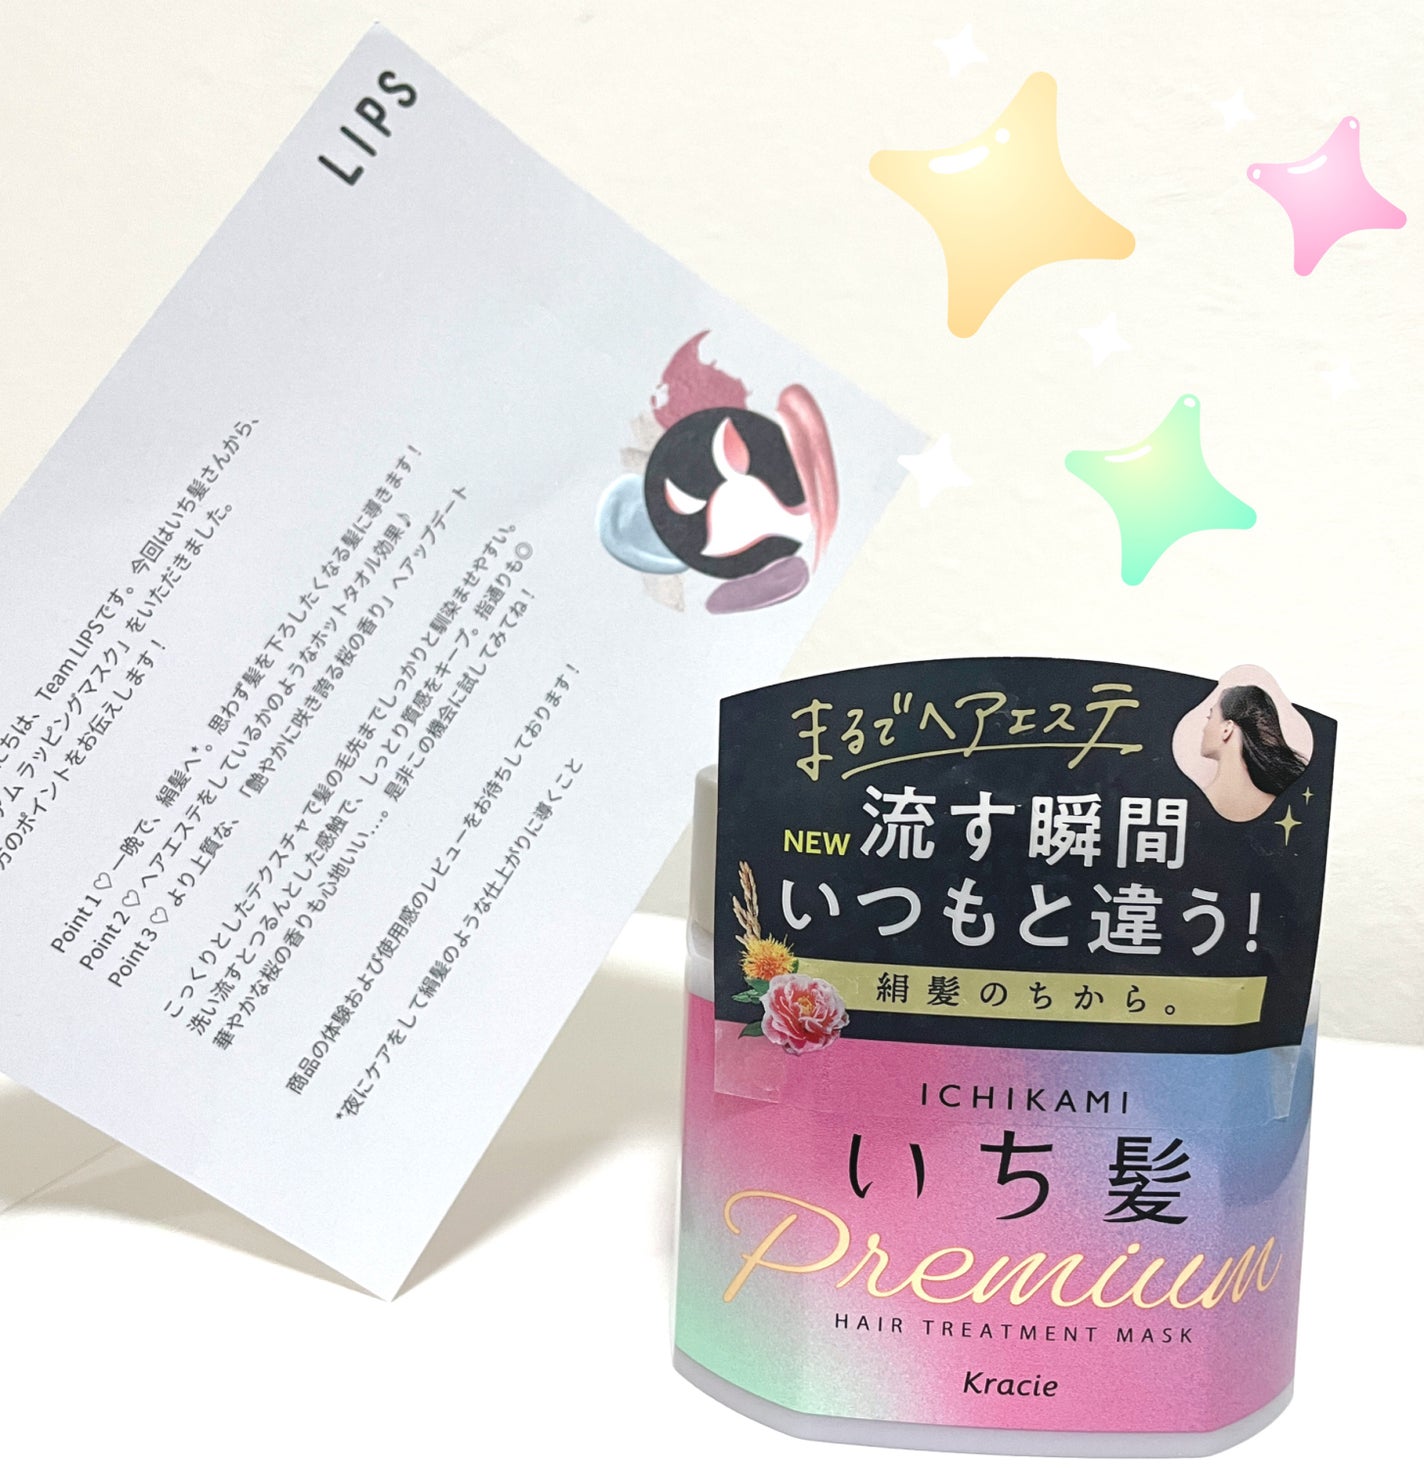 LIPS
ちは、Team LIPSです。今回はいち髪さんから、
アム ラッピングマスク」をいただきました。
方のポイントをお伝えします！
Point 1♡ 一晩で、絹髪へ*。思わず髪を下ろしたくなる髪に導きます！
Point 2♡ ヘアエステをしているかのようなホットタオル効果♪
Point 3♡ より上質な、「艶やかに咲き誇る桜の香り」へアップデート
こっくりとしたテクスチャで髪の毛先までしっかりと馴染ませやすい。
洗い流すとつるんとした感触で、しっとり質感をキープ。指通りも◎
華やかな桜の香りも心地いい…。是非この機会に試してみてね！
商品の体験および使用感のレビューをお待ちしております！
*夜にケアをして絹髪のような仕上がりに導くこと
まるでヘアエステ
NEW 流す瞬間
いつもと違う！
絹髪のちから。
ICHIKAMI
いち髪
Premium
HAIR TREATMENT MASK
Kracie